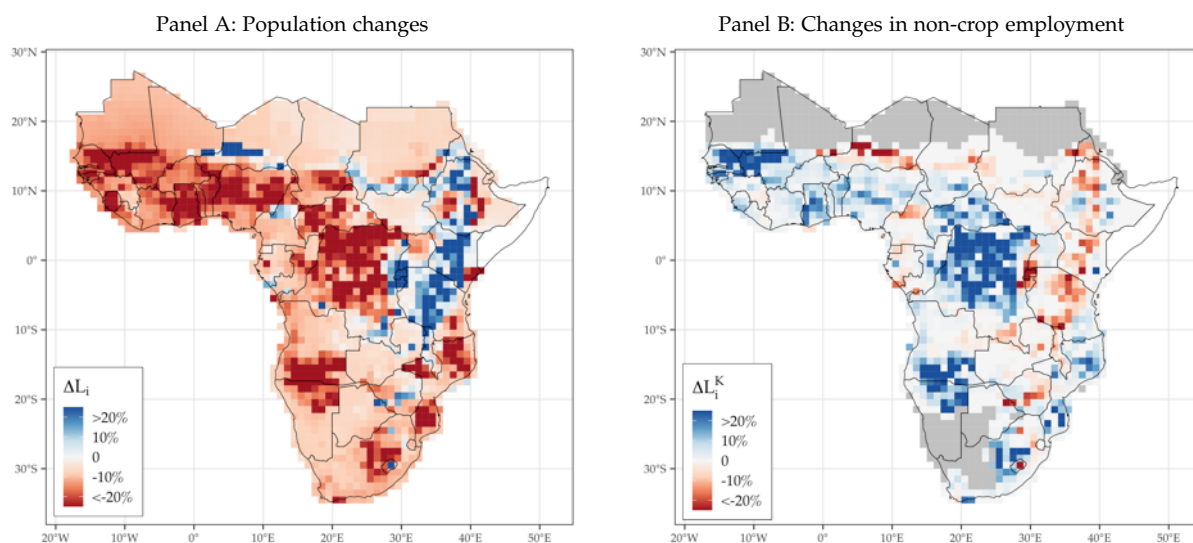 Panel A: Population changes
30°N
20°N
10°N
0°
10°S
20°S
30°S
ΔLᵢ
>20%
10%
0
-10%
<-20%
20°W
10°W
0°
10°E
20°E
30°E
40°E
50°E
Panel B: Changes in non-crop employment
30°N
20°N
10°N
0°
10°S
20°S
30°S
ΔLᵢᴷ
>20%
10%
0
-10%
<-20%
20°W
10°W
0°
10°E
20°E
30°E
40°E
50°E